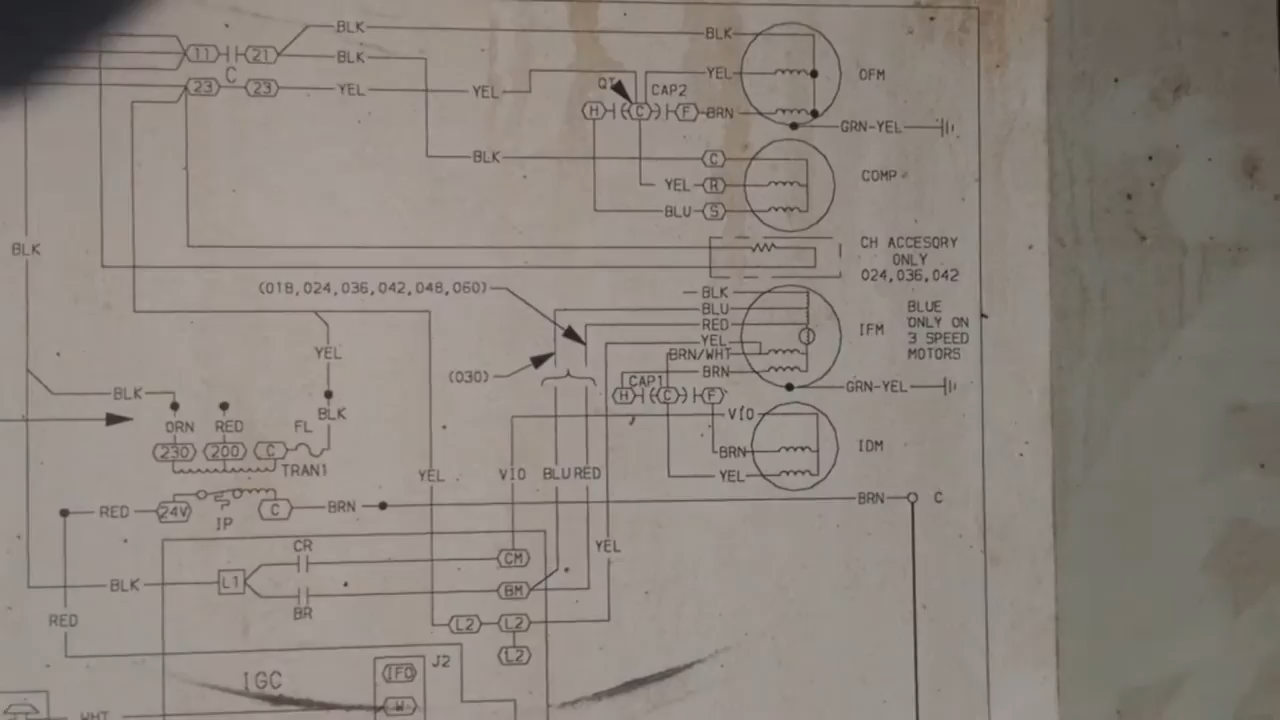 BLK
BLK
11 21
C
BLK
YEL
OFM
23 23
YEL
YEL
QT
CAP2
H C F BRN
GRN-YEL
BLK
C
COMP
YEL R
BLU S
BLK
CH ACCESORY
ONLY
024,036,042
(018,024,036,042,048,060)
BLK
BLU
RED
YEL
BRN/WHT
BRN
IFM
BLUE
ONLY ON
3 SPEED
MOTORS
YEL
(030)
CAP1
H C F
GRN-YEL
BLK
BLK
VIO
ORN RED FL
230 200 C
TRAN1
BRN
YEL
IDM
YEL VIO BLU RED
RED 24V C BRN
IP
BRN C
CR
CM
YEL
BLK L1
BM
BR
RED
L2 L2
L2
IGC
J2
IFO
W
WHT